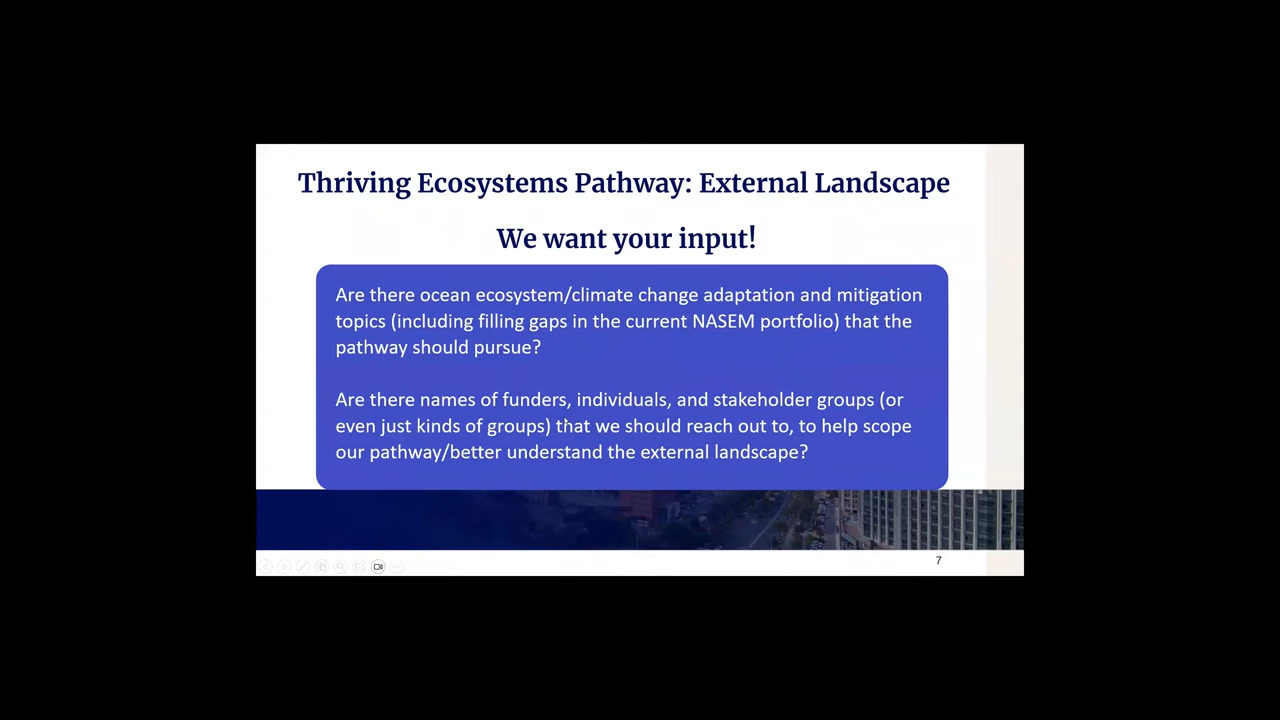 Thriving Ecosystems Pathway: External Landscape
We want your input!
Are there ocean ecosystem/climate change adaptation and mitigation
topics (including filling gaps in the current NASEM portfolio) that the
pathway should pursue?
Are there names of funders, individuals, and stakeholder groups (or
even just kinds of groups) that we should reach out to, to help scope
our pathway/better understand the external landscape?
7